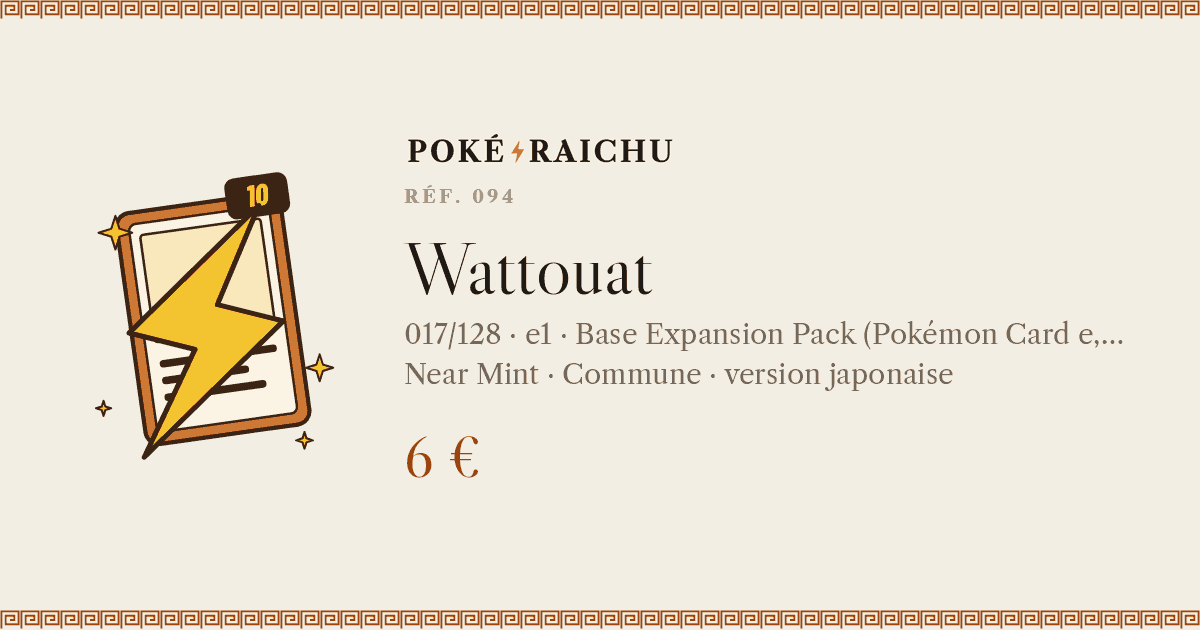 10
POKÉ RAICHU
RÉF. 094
Wattouat
017/128 · e1 · Base Expansion Pack (Pokémon Card e,...
Near Mint · Commune · version japonaise
6 €